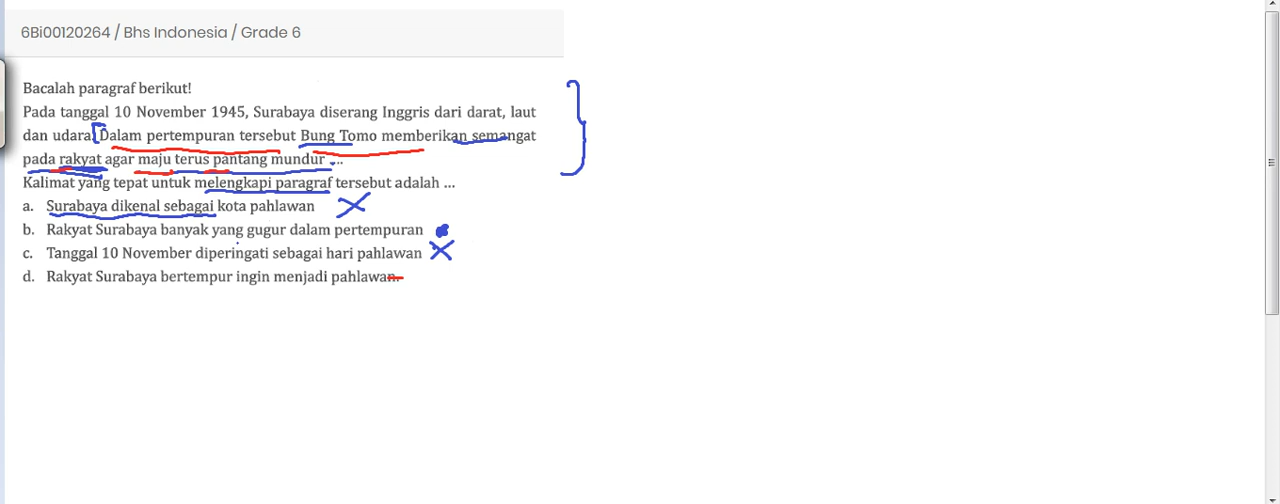 6Bi00120264 / Bhs Indonesia / Grade 6
Bacalah paragraf berikut!
Pada tanggal 10 November 1945, Surabaya diserang Inggris dari darat, laut
dan udara. Dalam pertempuran tersebut Bung Tomo memberikan semangat
pada rakyat agar maju terus pantang mundur ...
Kalimat yang tepat untuk melengkapi paragraf tersebut adalah ...
a. Surabaya dikenal sebagai kota pahlawan
b. Rakyat Surabaya banyak yang gugur dalam pertempuran
c. Tanggal 10 November diperingati sebagai hari pahlawan
d. Rakyat Surabaya bertempur ingin menjadi pahlawan